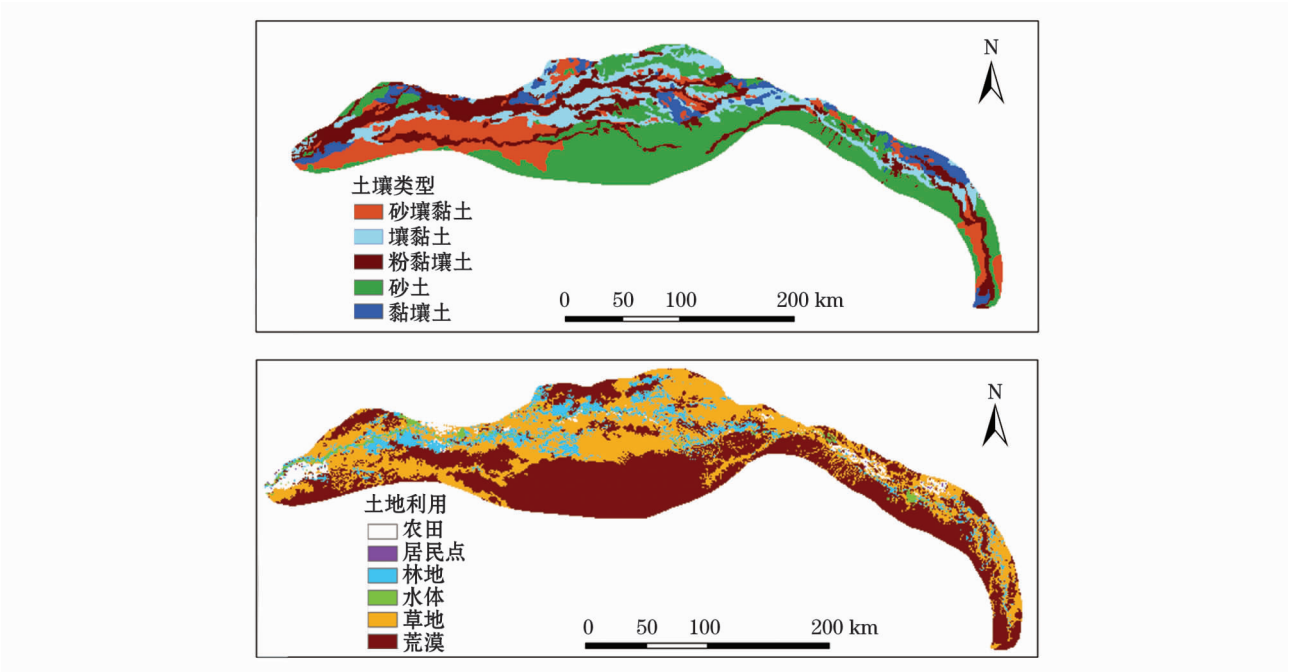 N
土壤类型
砂壤黏土
壤黏土
粉黏壤土
砂土
黏壤土
0 50 100 200 km
N
土地利用
农田
居民点
林地
水体
草地
荒漠
0 50 100 200 km